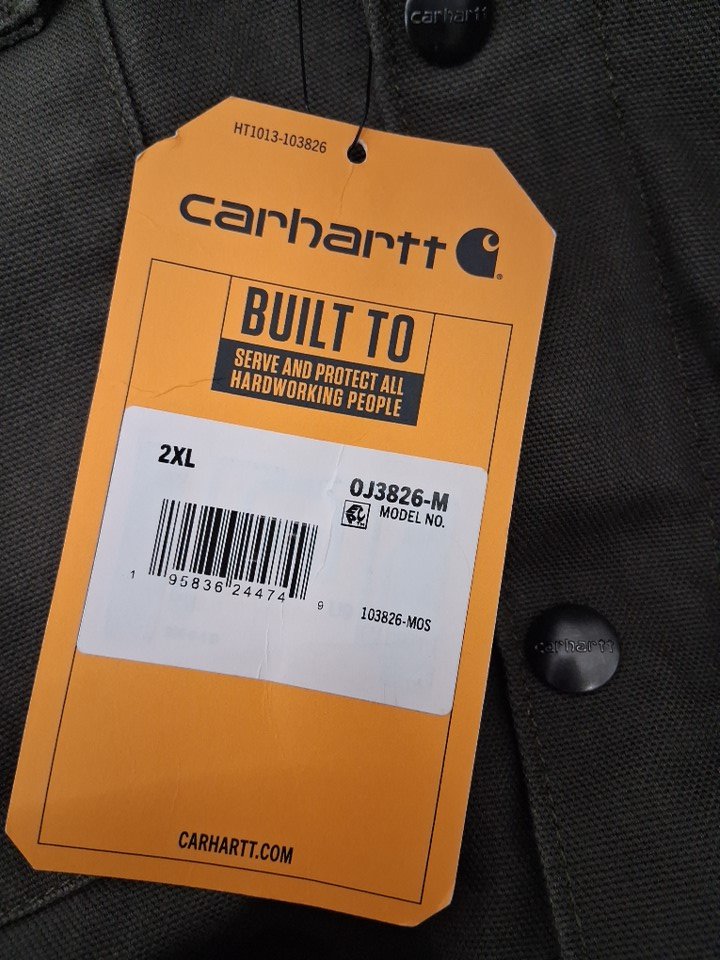 carhartt
HT1013-103826
carhartt
BUILT TO
SERVE AND PROTECT ALL
HARDWORKING PEOPLE
2XL
OJ3826-M
MODEL NO.
1 95836 24474 9
103826-MOS
carhartt
CARHARTT.COM